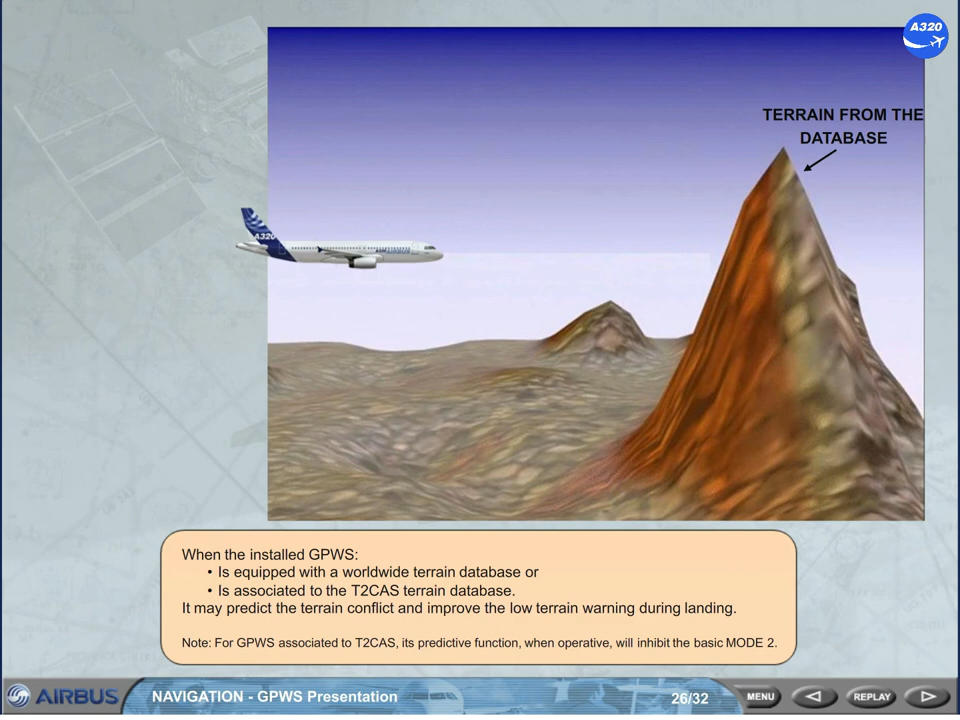 A320
TERRAIN FROM THE
DATABASE
A320
AIRBUS
When the installed GPWS:
• Is equipped with a worldwide terrain database or
• Is associated to the T2CAS terrain database.
It may predict the terrain conflict and improve the low terrain warning during landing.
Note: For GPWS associated to T2CAS, its predictive function, when operative, will inhibit the basic MODE 2.
AIRBUS
NAVIGATION - GPWS Presentation
26/32
MENU
REPLAY